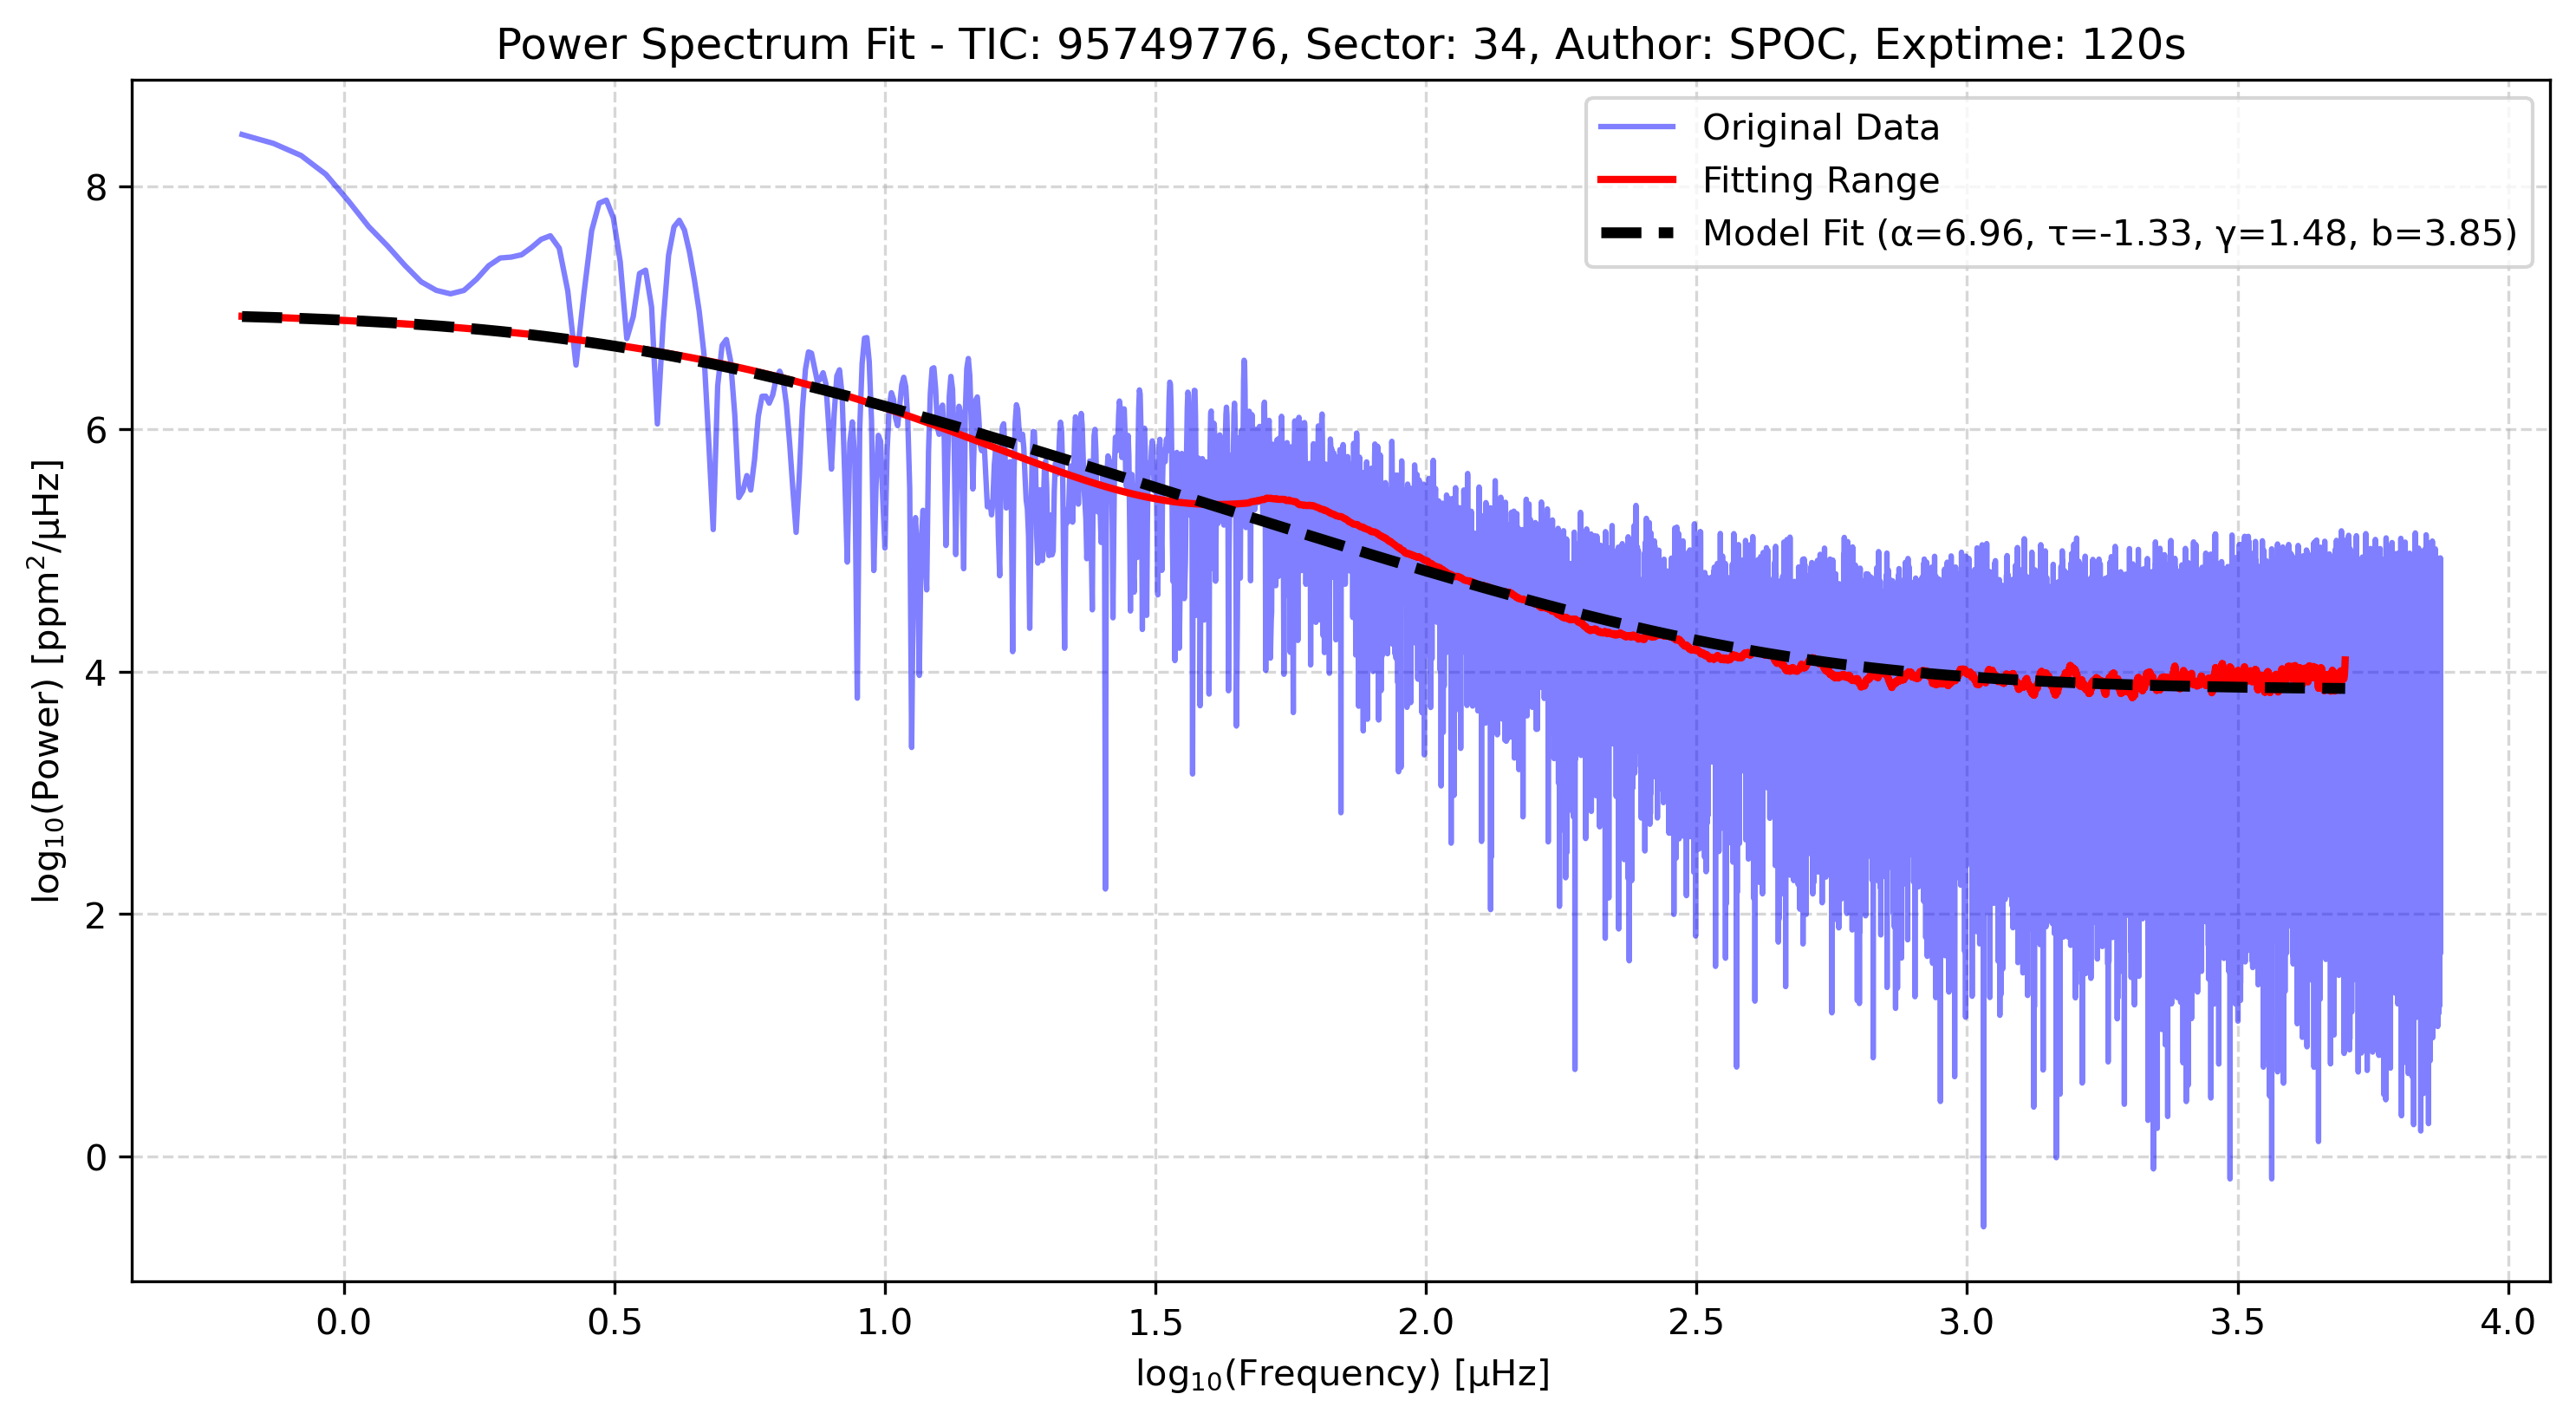 Power Spectrum Fit - TIC: 95749776, Sector: 34, Author: SPOC, Exptime: 120s
Original Data
Fitting Range
Model Fit (α=6.96, τ=-1.33, γ=1.48, b=3.85)
log₁₀(Power) [ppm²/μHz]
8
6
4
2
0
0.0 0.5 1.0 1.5 2.0 2.5 3.0 3.5 4.0
log₁₀(Frequency) [μHz]